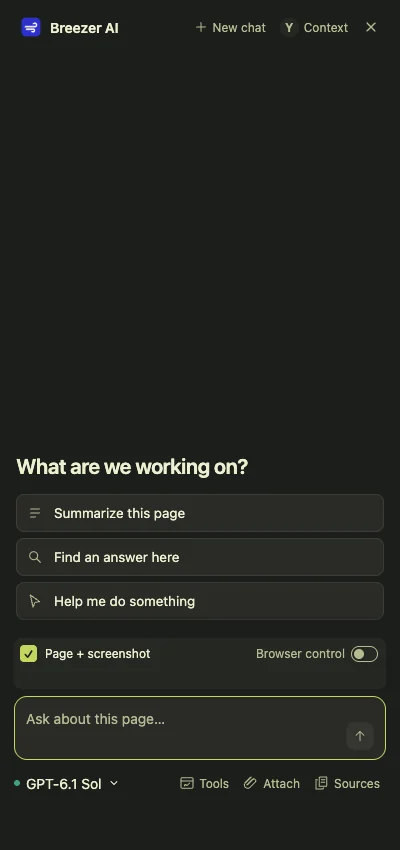 Breezer AI
New chat
Y Context
What are we working on?
Summarize this page
Find an answer here
Help me do something
Page + screenshot
Browser control
Ask about this page...
GPT-6.1 Sol
Tools
Attach
Sources